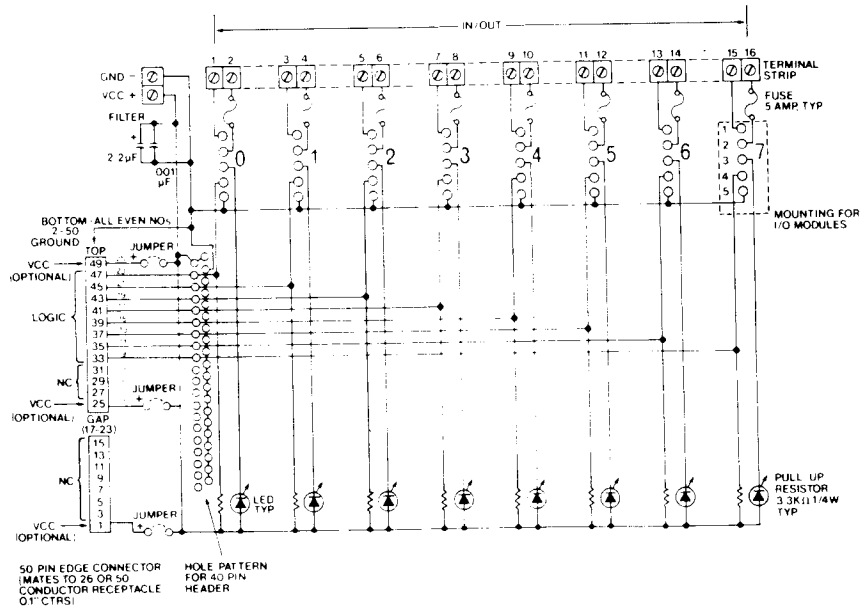 IN/OUT
1 2 3 4 5 6 7 8 9 10 11 12 13 14 15 16
TERMINAL
STRIP
GND -
VCC +
FILTER
+
2.2µF
.001
µF
FUSE
5 AMP, TYP
0 1 2 3 4 5 6 7
1
2
3
4
5
MOUNTING FOR
I/O MODULES
BOTTOM-ALL EVEN NOS
2-50
GROUND
TOP
JUMPER
+
VCC
(OPTIONAL)
LOGIC
NC
VCC
(OPTIONAL)
49
47
45
43
41
39
37
35
33
31
29
27
25
JUMPER
+
GAP
(17-23)
15
13
11
9
7
5
3
1
NC
VCC
(OPTIONAL)
JUMPER
+
LED
TYP
PULL UP
RESISTOR
3.3KΩ 1/4W
TYP
50 PIN EDGE CONNECTOR
(MATES TO 26 OR 50
CONDUCTOR RECEPTACLE
0.1" CTRS)
HOLE PATTERN
FOR 40 PIN
HEADER